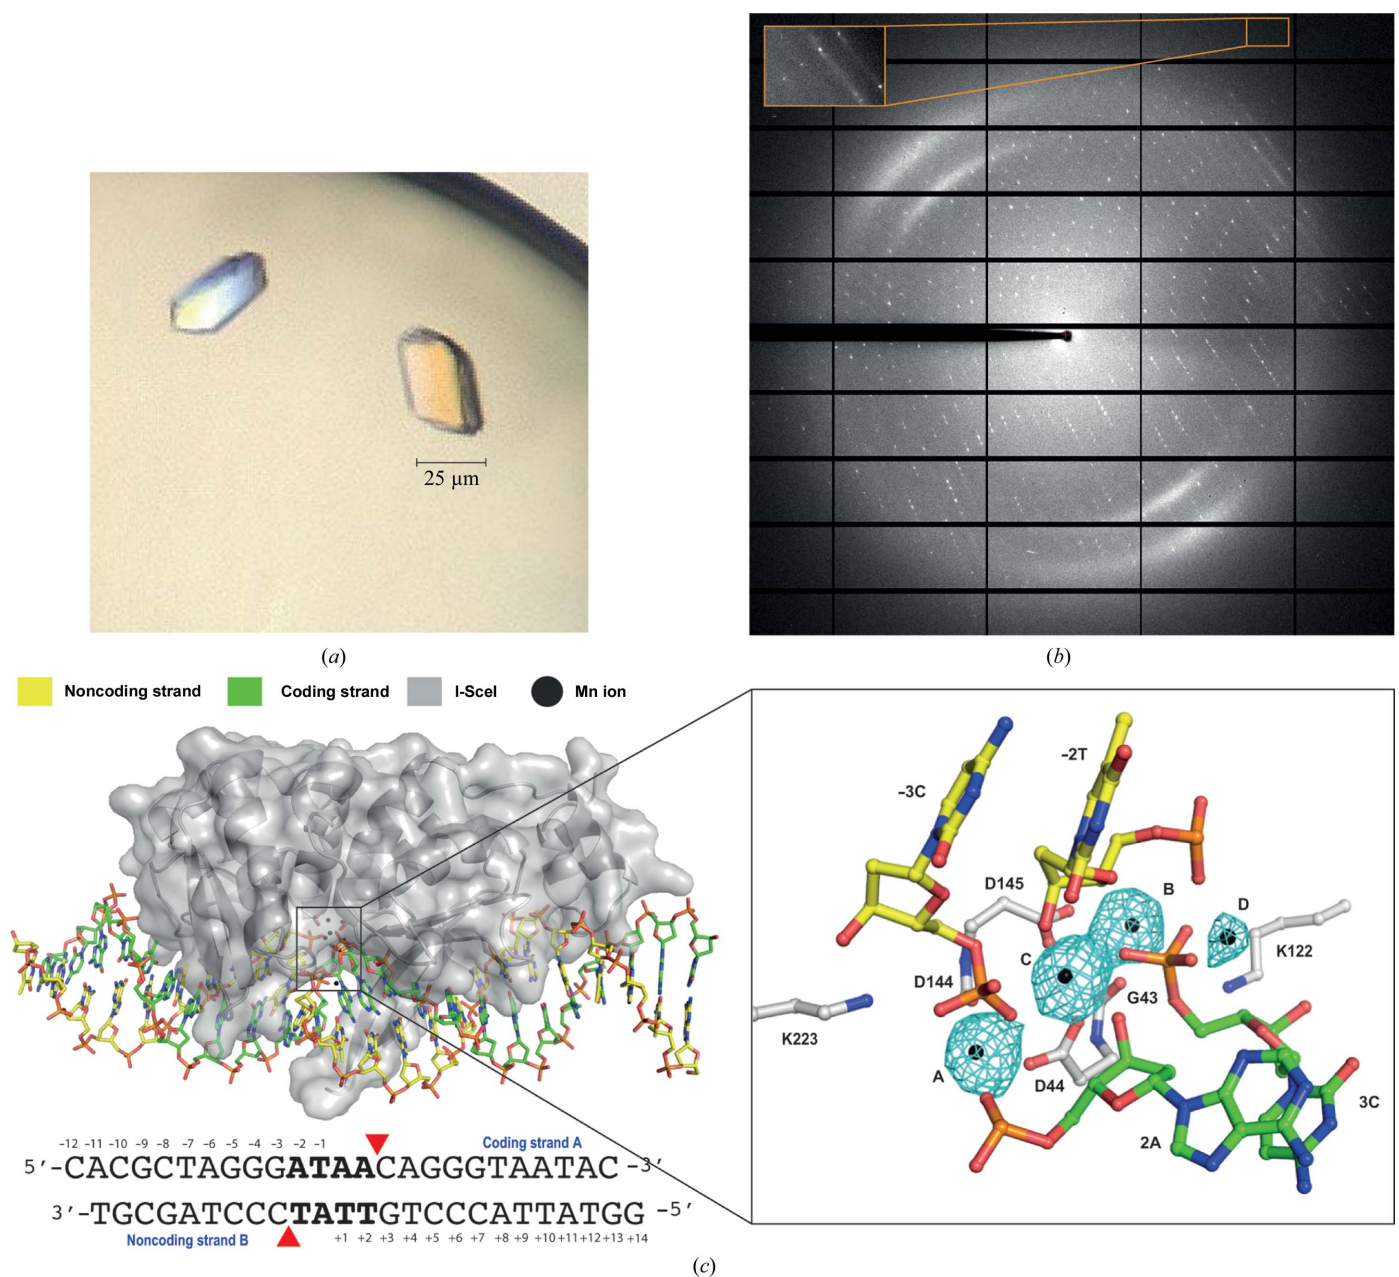 25 µm
(a)
(b)
Noncoding strand
Coding strand
I-SceI
Mn ion
–3C
–2T
D145
B
D
C
K122
D144
G43
K223
A
D44
3C
2A
–12 –11 –10 –9 –8 –7 –6 –5 –4 –3 –2 –1
Coding strand A
5′–CACGCTAGGGATAACAGGGTAATAC –3′
3′–TGCGATCCCTATTGTCCCATTATGG –5′
Noncoding strand B
+1 +2 +3 +4 +5 +6 +7 +8 +9 +10 +11 +12 +13 +14
(c)